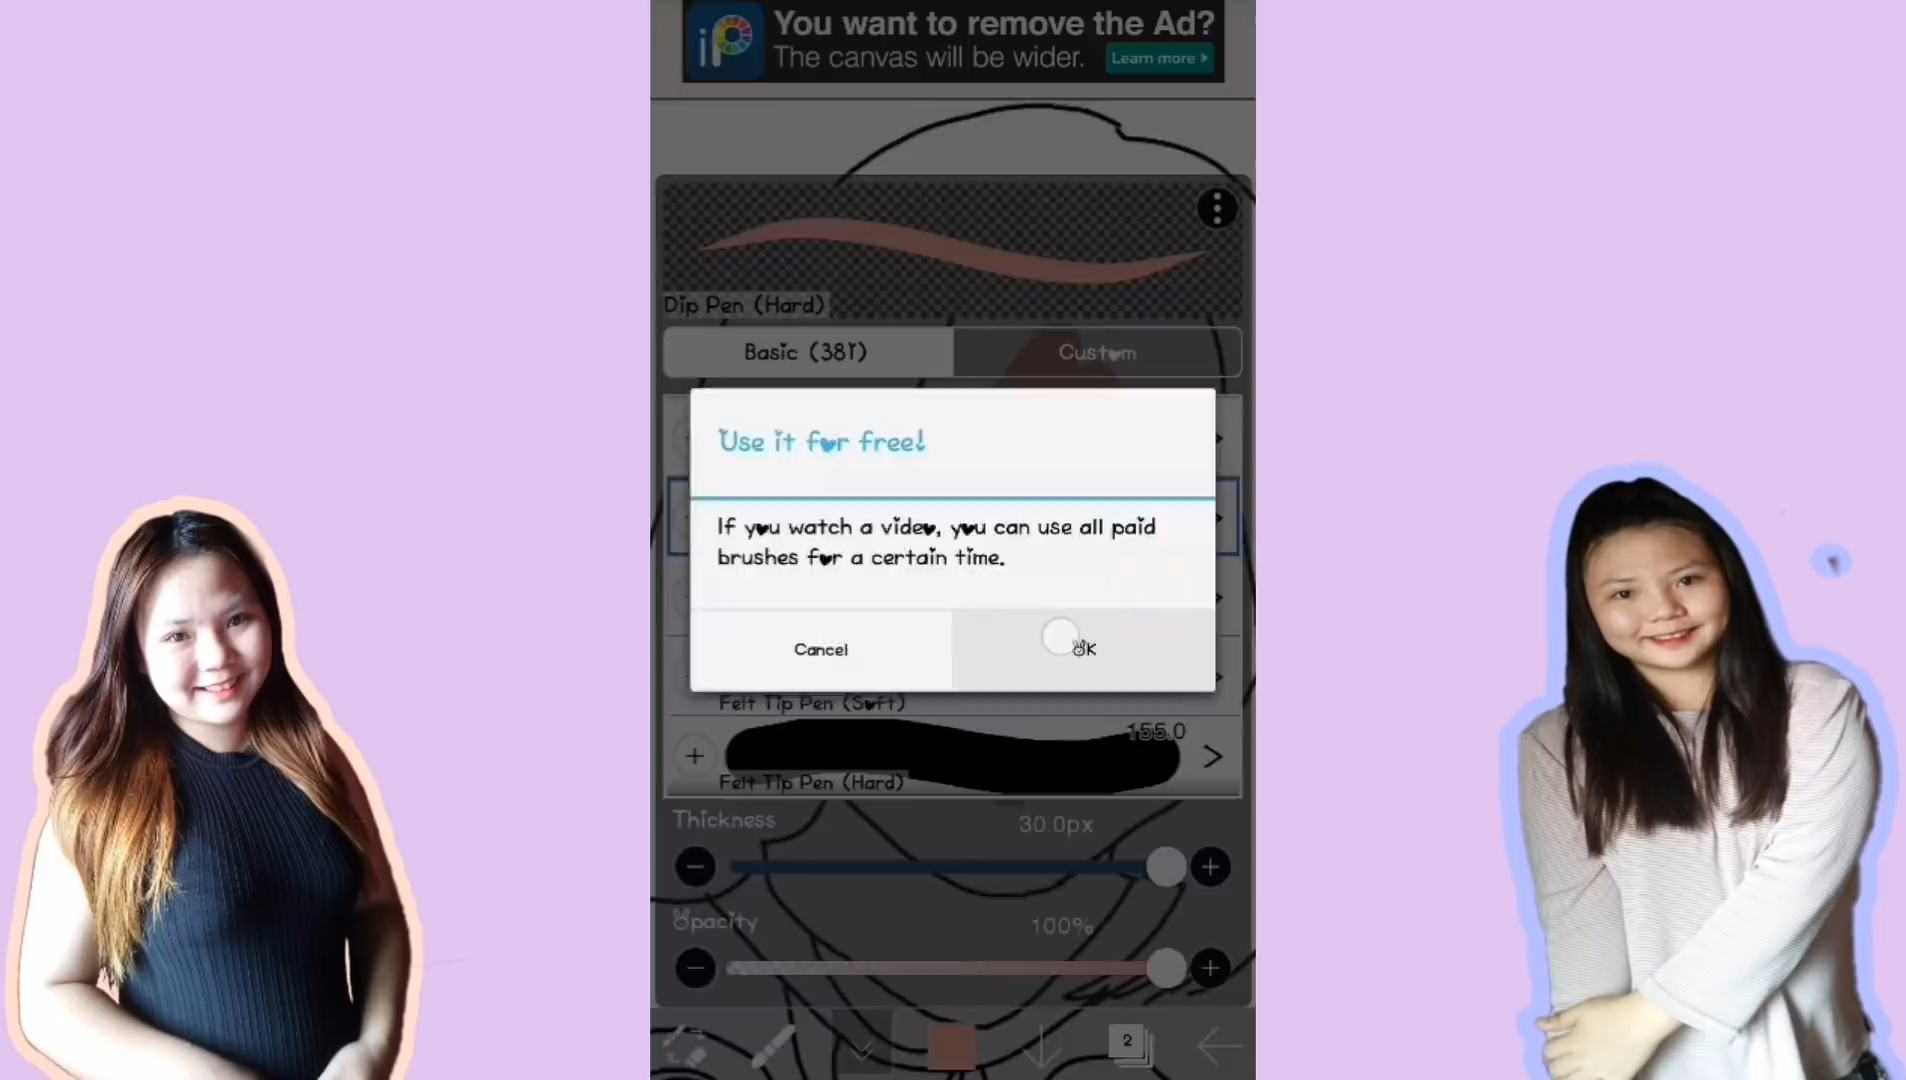 iP
You want to remove the Ad?
The canvas will be wider.
Learn more
Dip Pen (Hard)
Basic (381)
Custom
Use it for free!
If you watch a video, you can use all paid
brushes for a certain time.
Cancel
OK
Felt Tip Pen (Soft)
155.0
Felt Tip Pen (Hard)
Thickness
30.0px
Opacity
100%
2